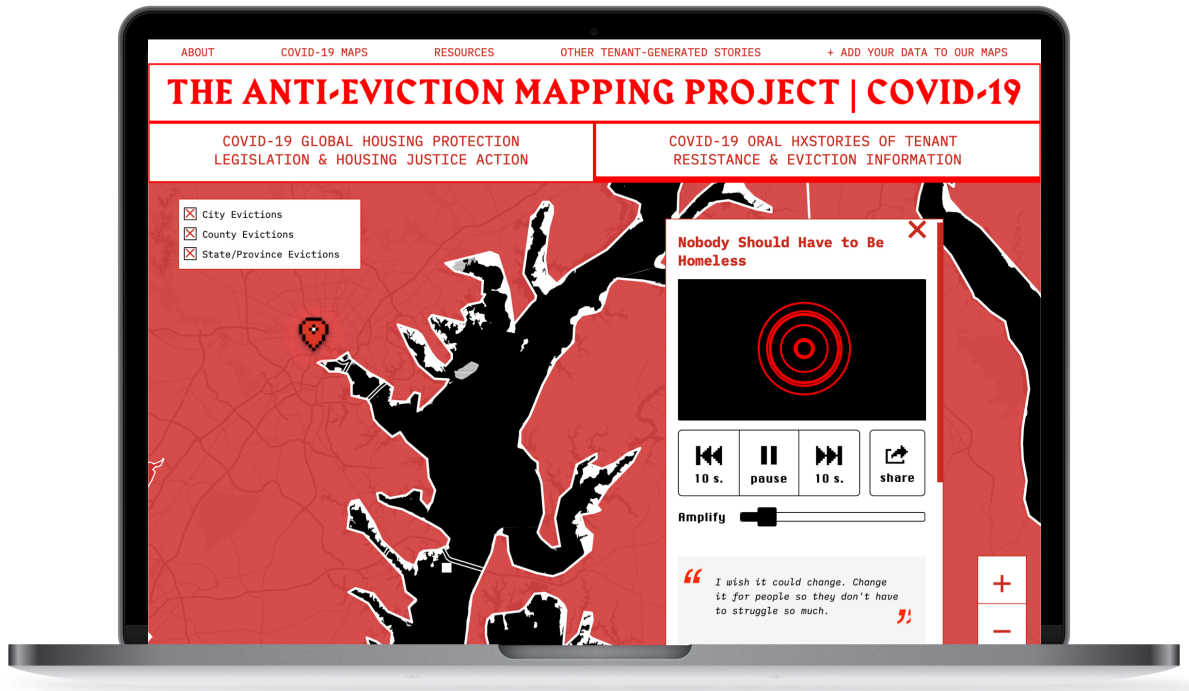 ABOUT
COVID-19 MAPS
RESOURCES
OTHER TENANT-GENERATED STORIES
+ ADD YOUR DATA TO OUR MAPS
THE ANTI-EVICTION MAPPING PROJECT | COVID-19
COVID-19 GLOBAL HOUSING PROTECTION
LEGISLATION & HOUSING JUSTICE ACTION
COVID-19 ORAL HXSTORIES OF TENANT
RESISTANCE & EVICTION INFORMATION
City Evictions
County Evictions
State/Province Evictions
Nobody Should Have to Be
Homeless
10 s.
pause
10 s.
share
Amplify
“ I wish it could change. Change
it for people so they don't have
to struggle so much. ”
+
−